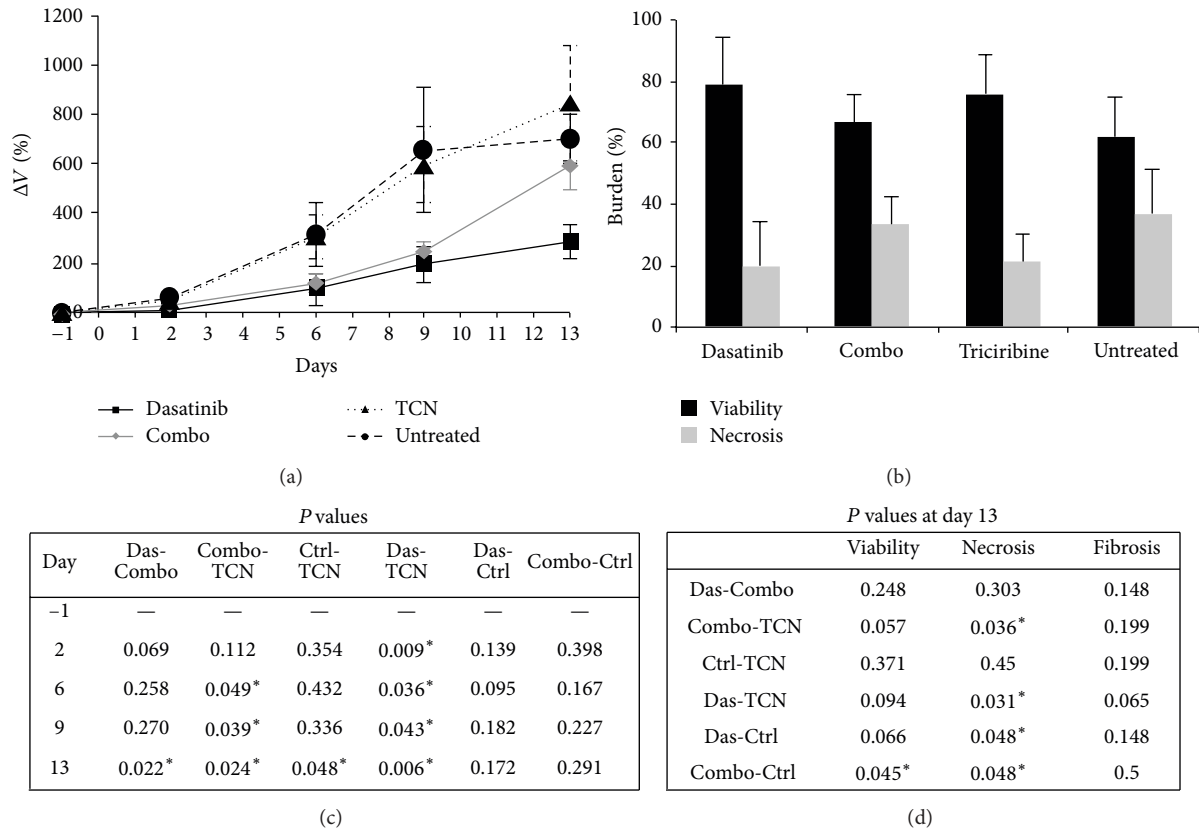 1200
1000
800
600
400
200
0
ΔV (%)
−1 0 1 2 3 4 5 6 7 8 9 10 11 12 13
Days
Dasatinib
Combo
TCN
Untreated
(a)
100
80
60
40
20
0
Burden (%)
Dasatinib Combo Triciribine Untreated
Viability
Necrosis
(b)
P values
Day Das-Combo Combo-TCN Ctrl-TCN Das-TCN Das-Ctrl Combo-Ctrl
−1 — — — — — —
2 0.069 0.112 0.354 0.009* 0.139 0.398
6 0.258 0.049* 0.432 0.036* 0.095 0.167
9 0.270 0.039* 0.336 0.043* 0.182 0.227
13 0.022* 0.024* 0.048* 0.006* 0.172 0.291
(c)
P values at day 13
Viability Necrosis Fibrosis
Das-Combo 0.248 0.303 0.148
Combo-TCN 0.057 0.036* 0.199
Ctrl-TCN 0.371 0.45 0.199
Das-TCN 0.094 0.031* 0.065
Das-Ctrl 0.066 0.048* 0.148
Combo-Ctrl 0.045* 0.048* 0.5
(d)